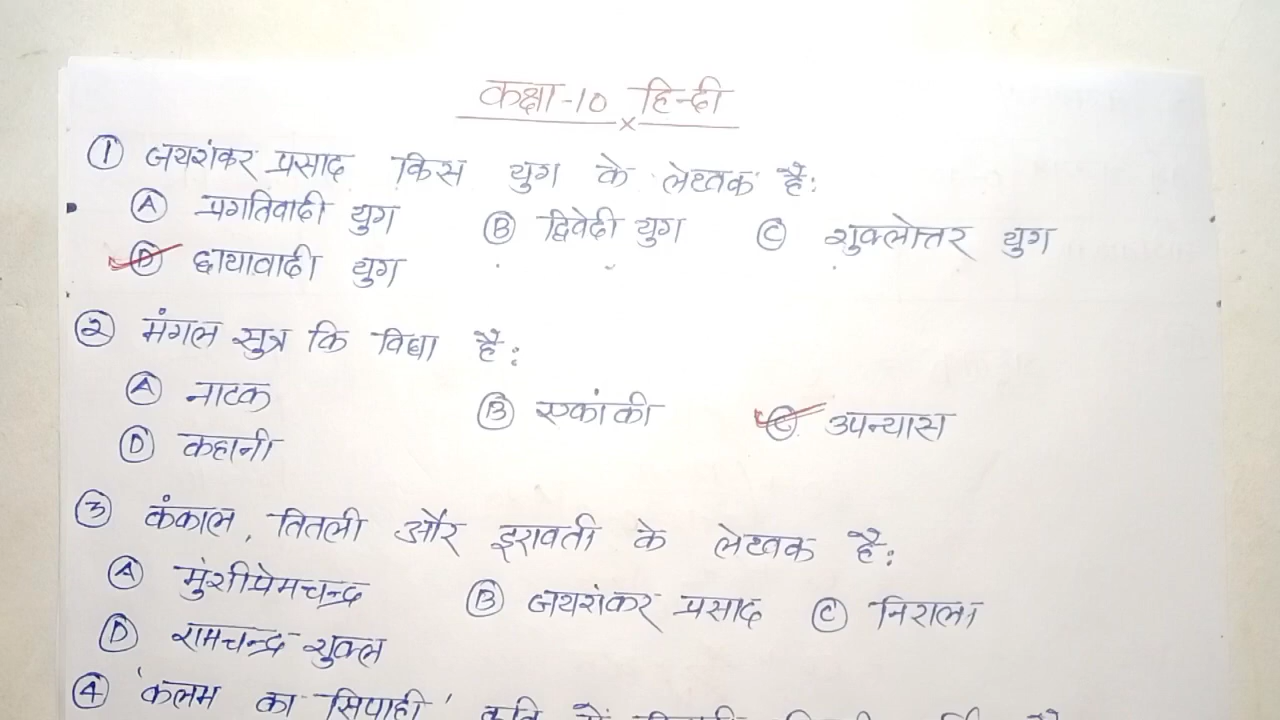 कक्षा-10 × हिन्दी
① जयशंकर प्रसाद किस युग के लेखक है:
Ⓐ प्रगतिवादी युग Ⓑ द्विवेदी युग Ⓒ शुक्लोत्तर युग
Ⓓ छायावादी युग
② मंगल सुत्र कि विधा है:
Ⓐ नाटक Ⓑ एकांकी Ⓒ उपन्यास
Ⓓ कहानी
③ कंकाल, तितली और इरावती के लेखक है:
Ⓐ मुंशीप्रेमचन्द्र Ⓑ जयशंकर प्रसाद Ⓒ निराला
Ⓓ रामचन्द्र शुक्ल
④ 'कलम का सिपाही'